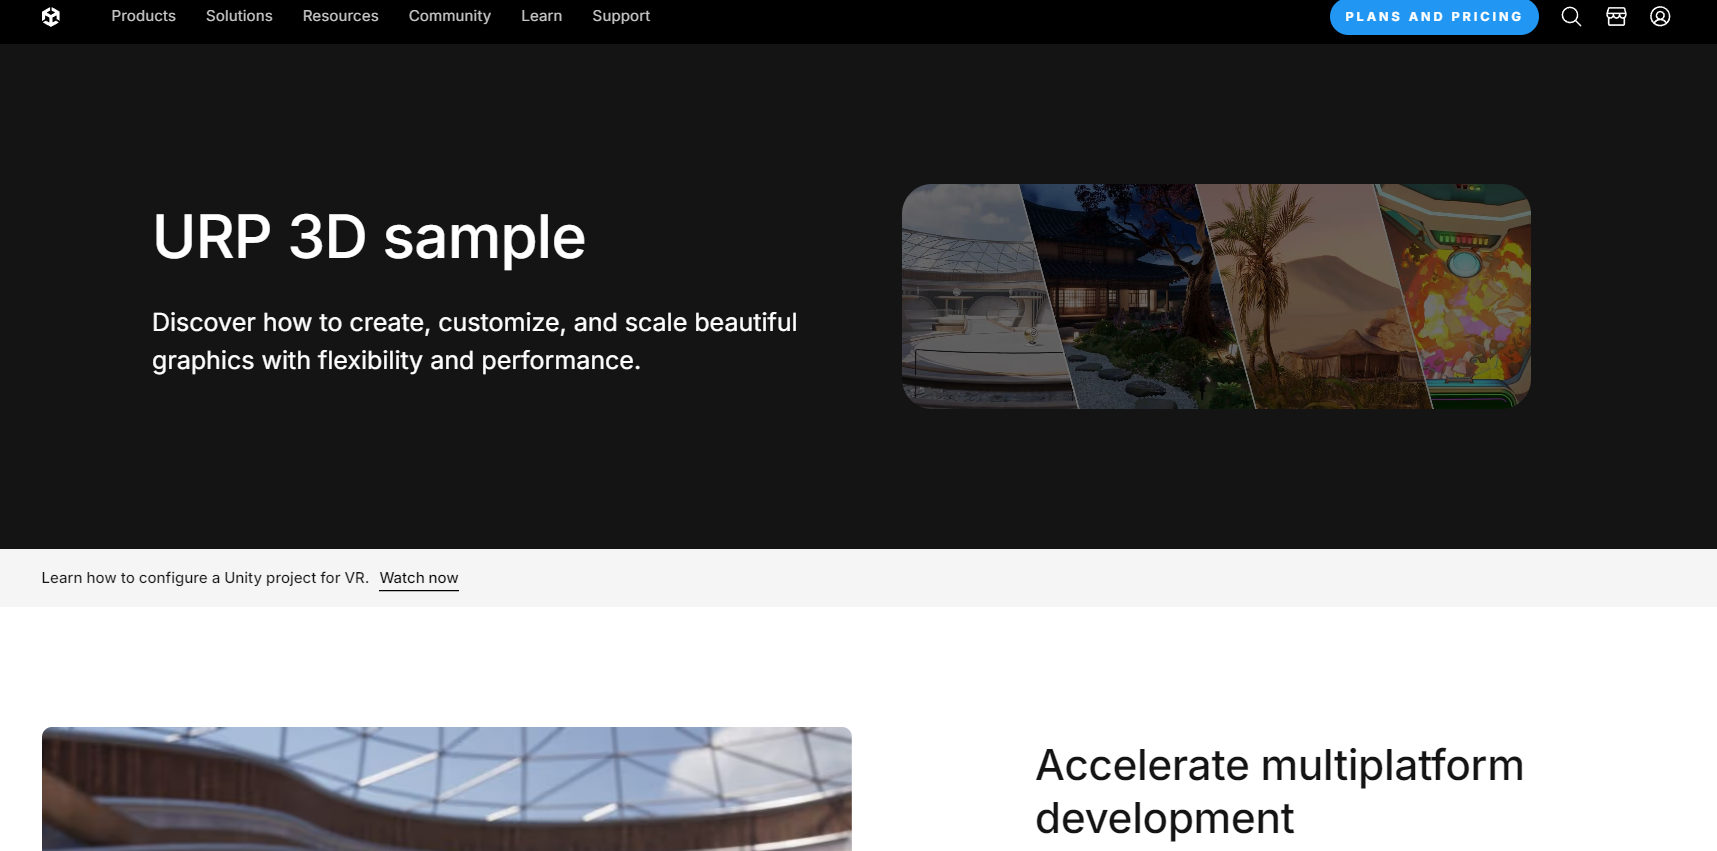 Products Solutions Resources Community Learn Support PLANS AND PRICING
URP 3D sample
Discover how to create, customize, and scale beautiful
graphics with flexibility and performance.
Learn how to configure a Unity project for VR. Watch now
Accelerate multiplatform
development